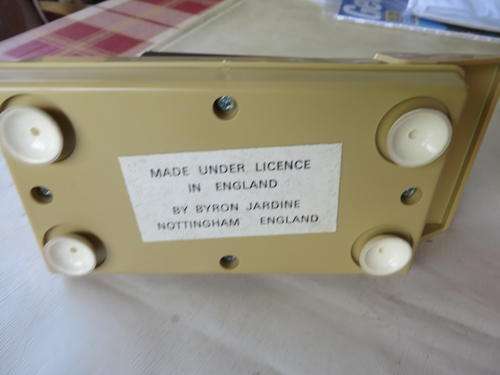 MADE UNDER LICENCE
IN ENGLAND
BY BYRON JARDINE
NOTTINGHAM ENGLAND